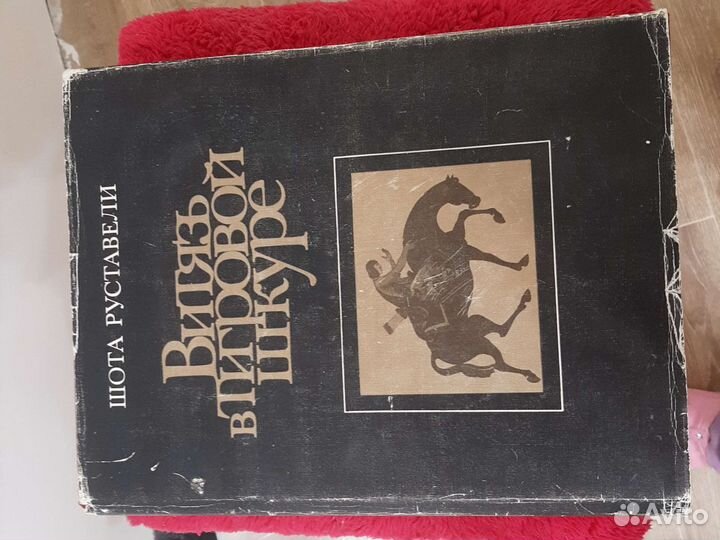 ШОТА РУСТАВЕЛИ
ВИТЯЗЬ
В ТИГРОВОЙ
ШКУРЕ
Avito